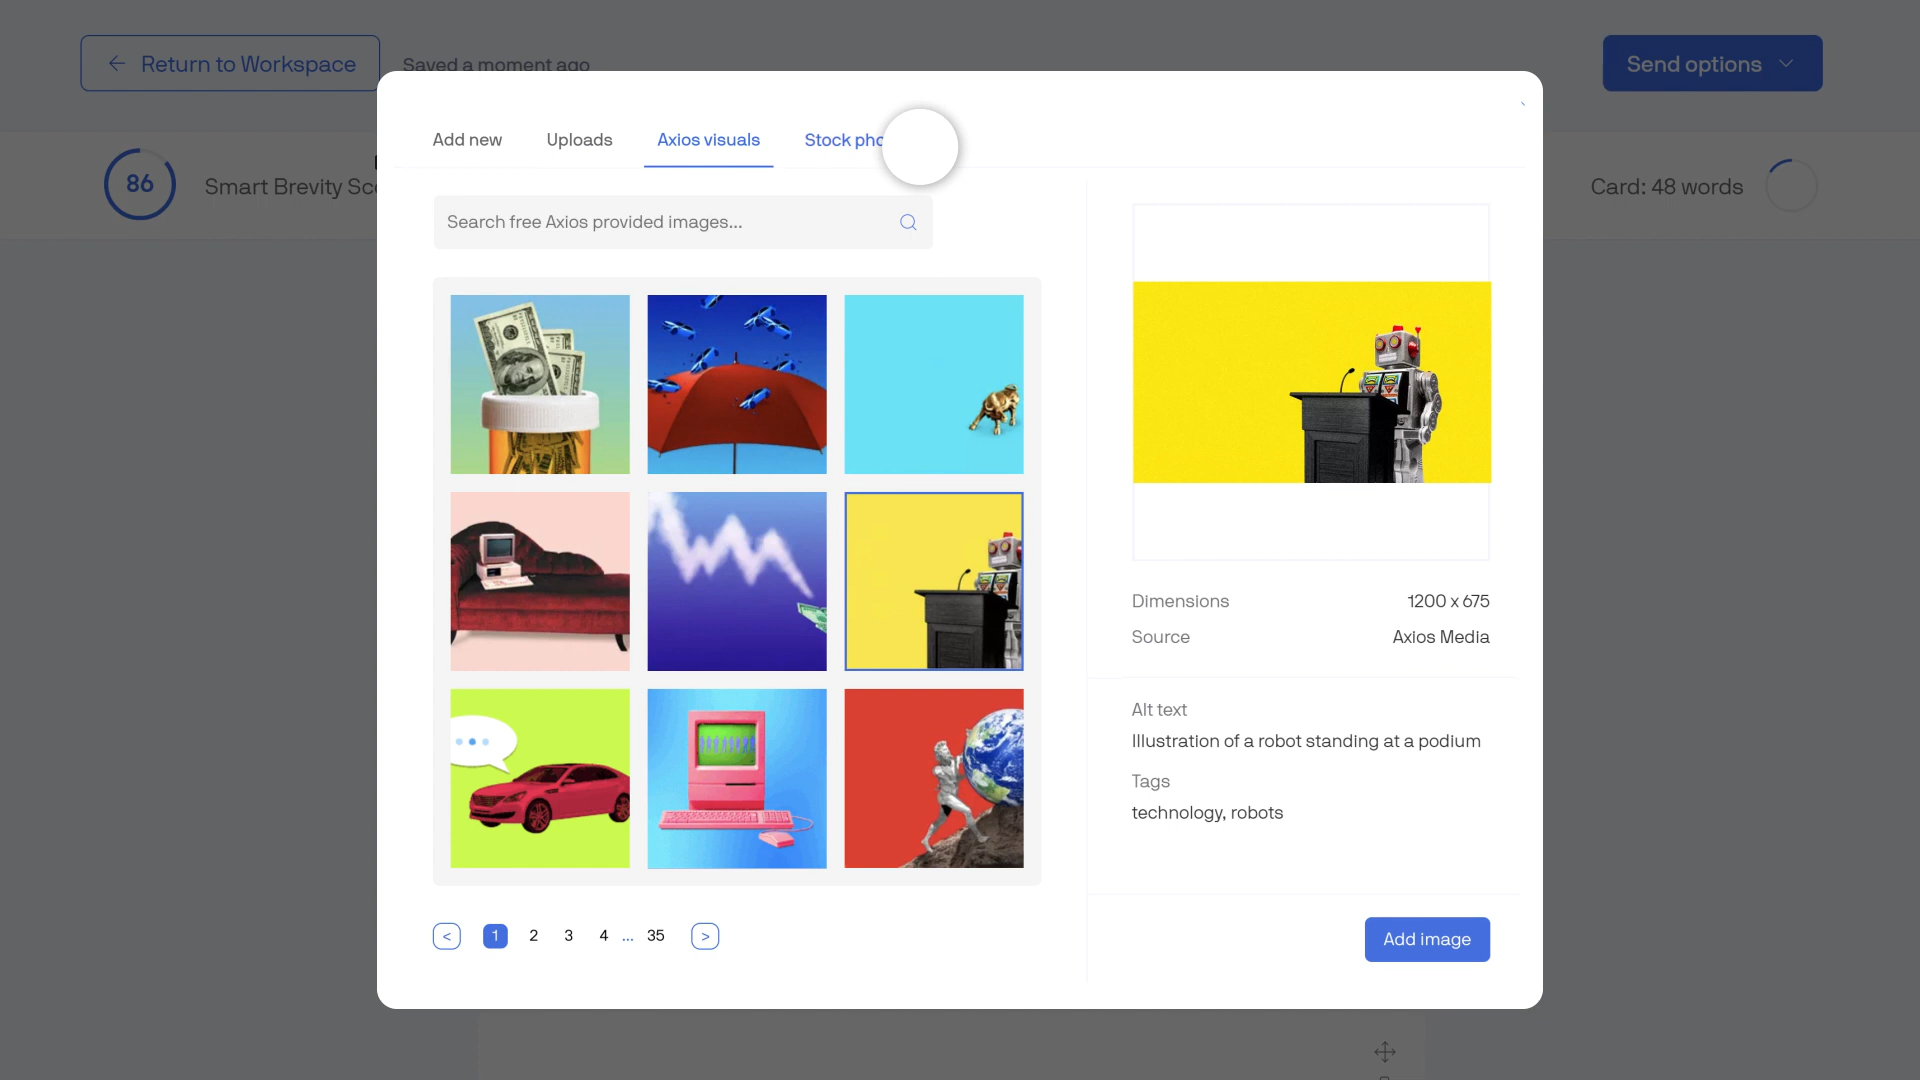 Return to Workspace
Saved a moment ago
Send options
Add new
Uploads
Axios visuals
Stock
86
Smart Brevity
Card: 48 words
Search free Axios provided images...
Dimensions
1200 x 675
Source
Axios Media
Alt text
Illustration of a robot standing at a podium
Tags
technology, robots
<
1
2
3
4
...
35
>
Add image